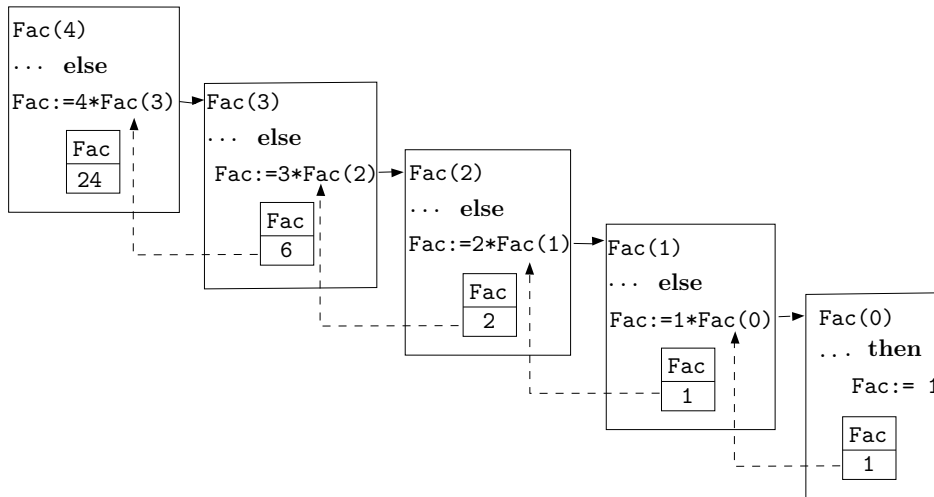 Fac(4)
... else
Fac:=4*Fac(3)
Fac
24
Fac(3)
... else
Fac:=3*Fac(2)
Fac
6
Fac(2)
... else
Fac:=2*Fac(1)
Fac
2
Fac(1)
... else
Fac:=1*Fac(0)
Fac
1
Fac(0)
... then
Fac:= 1
Fac
1